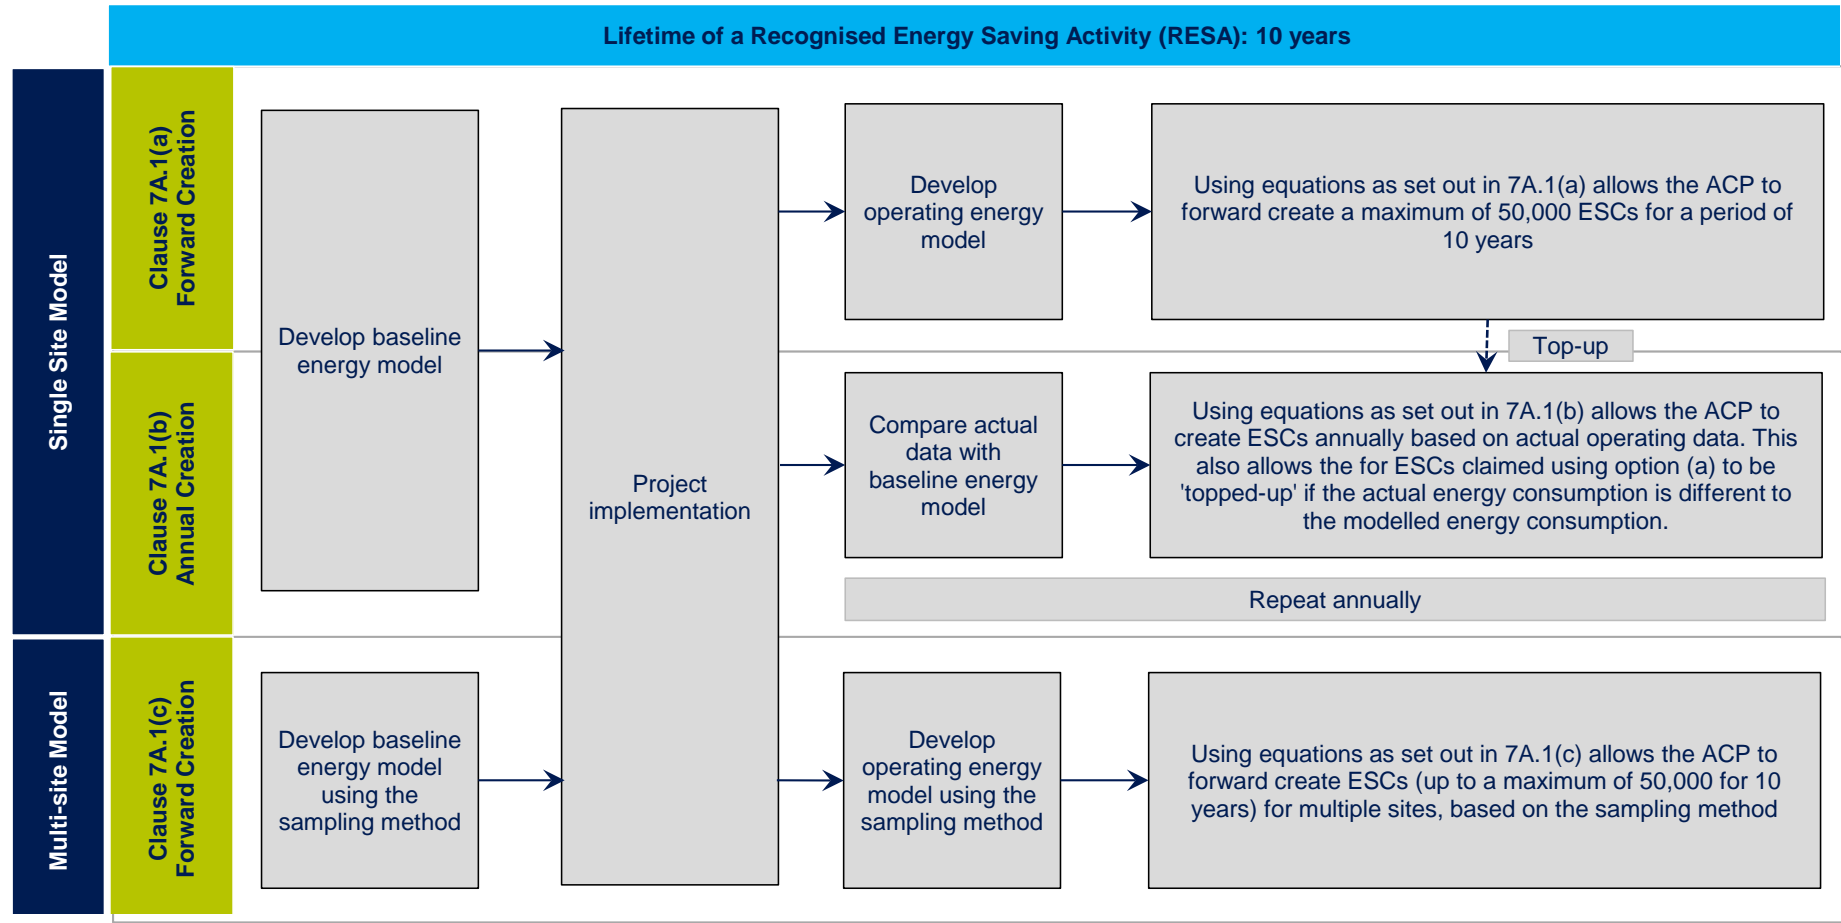 Lifetime of a Recognised Energy Saving Activity (RESA): 10 years
Single Site Model
Clause 7A.1(a)
Forward Creation
Develop baseline
energy model
Project
implementation
Develop
operating energy
model
Using equations as set out in 7A.1(a) allows the ACP to
forward create a maximum of 50,000 ESCs for a period of
10 years
Top-up
Clause 7A.1(b)
Annual Creation
Compare actual
data with
baseline energy
model
Using equations as set out in 7A.1(b) allows the ACP to
create ESCs annually based on actual operating data. This
also allows the for ESCs claimed using option (a) to be
'topped-up' if the actual energy consumption is different to
the modelled energy consumption.
Repeat annually
Multi-site Model
Clause 7A.1(c)
Forward Creation
Develop baseline
energy model
using the
sampling method
Develop
operating energy
model using the
sampling method
Using equations as set out in 7A.1(c) allows the ACP to
forward create ESCs (up to a maximum of 50,000 for 10
years) for multiple sites, based on the sampling method